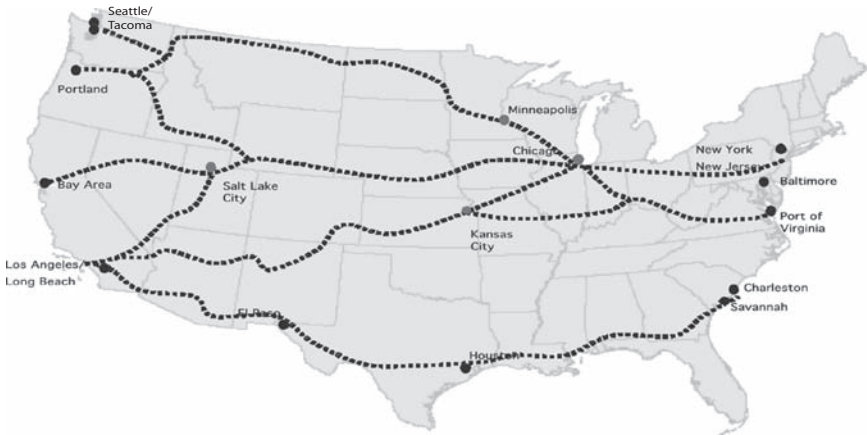 Seattle/
Tacoma
Portland
Minneapolis
Chicago
New York
New Jersey
Bay Area
Salt Lake
City
Baltimore
Kansas
City
Port of
Virginia
Los Angeles/
Long Beach
Charleston
Savannah
El Paso
Houston